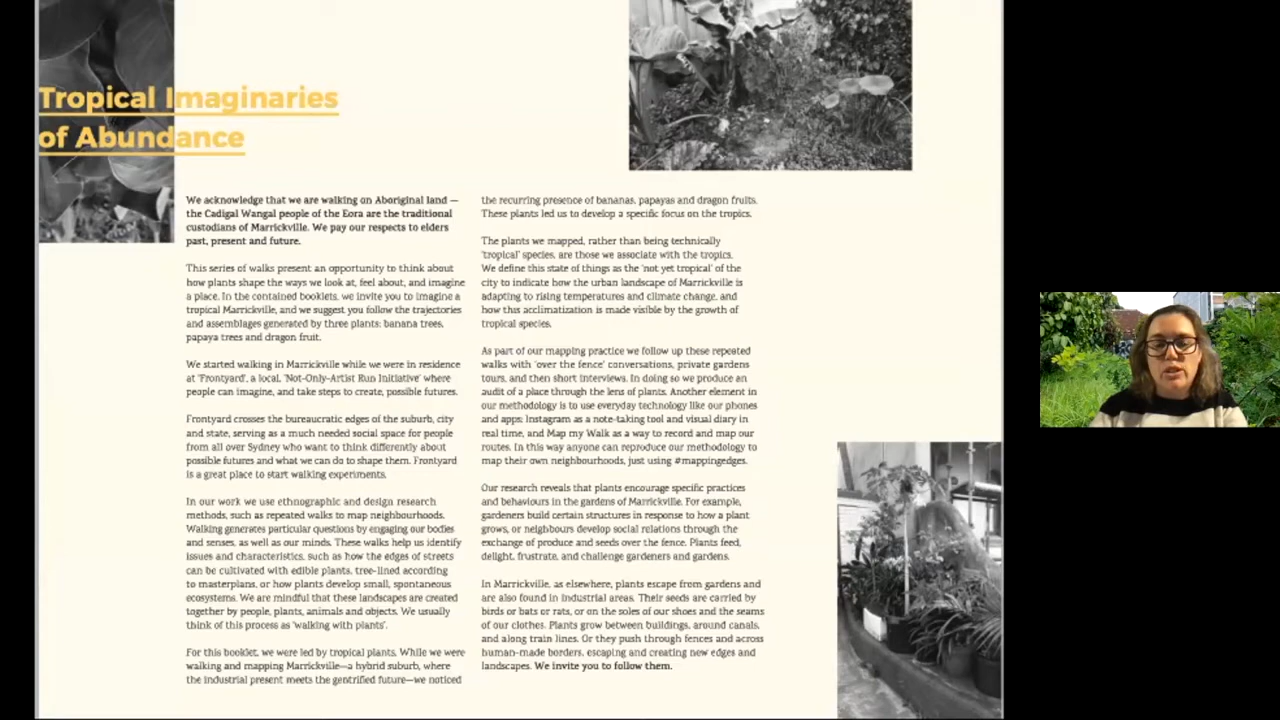 Tropical Imaginaries
of Abundance
We acknowledge that we are walking on Aboriginal land —
the Cadigal Wangal people of the Eora are the traditional
custodians of Marrickville. We pay our respects to elders
past, present and future.
This series of walks present an opportunity to think about
how plants shape the ways we look at, feel about, and imagine
a place. In the contained booklets, we invite you to imagine a
tropical Marrickville, and we suggest you follow the trajectories
and assemblages generated by three plants: banana trees,
papaya trees and dragon fruit.
We started walking in Marrickville while we were in residence
at 'Frontyard', a local, 'Not-Only-Artist Run Initiative' where
people can imagine, and take steps to create, possible futures.
Frontyard crosses the bureaucratic edges of the suburb, city
and state, serving as a much needed social space for people
from all over Sydney who want to think differently about
possible futures and what we can do to shape them. Frontyard
is a great place to start walking experiments.
In our work we use ethnographic and design research
methods, such as repeated walks to map neighbourhoods.
Walking generates particular questions by engaging our bodies
and senses, as well as our minds. These walks help us identify
issues and characteristics, such as how the edges of streets
can be cultivated with edible plants, tree-lined according
to masterplans, or how plants develop small, spontaneous
ecosystems. We are mindful that these landscapes are created
together by people, plants, animals and objects. We usually
think of this process as 'walking with plants'.
For this booklet, we were led by tropical plants. While we were
walking and mapping Marrickville—a hybrid suburb, where
the industrial present meets the gentrified future—we noticed
the recurring presence of bananas, papayas and dragon fruits.
These plants led us to develop a specific focus on the tropics.
The plants we mapped, rather than being technically
'tropical' species, are those we associate with the tropics.
We define this state of things as the 'not yet tropical' of the
city to indicate how the urban landscape of Marrickville is
adapting to rising temperatures and climate change, and
how this acclimatization is made visible by the growth of
tropical species.
As part of our mapping practice we follow up these repeated
walks with 'over the fence' conversations, private gardens
tours, and then short interviews. In doing so we produce an
audit of a place through the lens of plants. Another element in
our methodology is to use everyday technology like our phones
and apps: Instagram as a note-taking tool and visual diary in
real time, and Map my Walk as a way to record and map our
routes. In this way anyone can reproduce our methodology to
map their own neighbourhoods, just using #mappingedges.
Our research reveals that plants encourage specific practices
and behaviours in the gardens of Marrickville. For example,
gardeners build certain structures in response to how a plant
grows, or neighbours develop social relations through the
exchange of produce and seeds over the fence. Plants feed,
delight, frustrate, and challenge gardeners and gardens.
In Marrickville, as elsewhere, plants escape from gardens and
are also found in industrial areas. Their seeds are carried by
birds or bats or rats, or on the soles of our shoes and the seams
of our clothes. Plants grow between buildings, around canals,
and along train lines. Or they push through fences and across
human-made borders, escaping and creating new edges and
landscapes. We invite you to follow them.